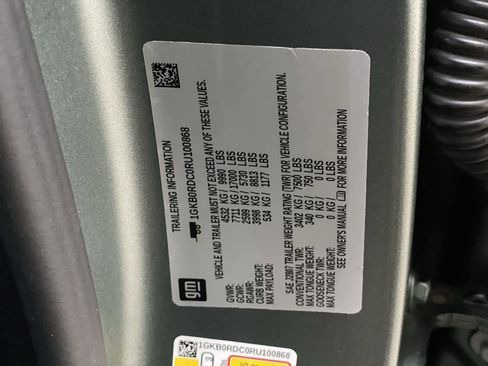 TRAILERING INFORMATION
1GKB0RDC0RU100868
VEHICLE AND TRAILER MUST NOT EXCEED ANY OF THESE VALUES.
GVWR: 4532 KG / 9990 LBS
GCWR: 7711 KG / 17000 LBS
RGAWR: 2599 KG / 5730 LBS
CURB WEIGHT: 3998 KG / 8813 LBS
MAX PAYLOAD: 534 KG / 1177 LBS
SAE J2807 TRAILER WEIGHT RATING (TWR) FOR VEHICLE CONFIGURATION.
CONVENTIONAL TWR: 3402 KG / 7500 LBS
MAX TONGUE WEIGHT: 340 KG / 750 LBS
GOOSENECK TWR: 0 KG / 0 LBS
MAX TONGUE WEIGHT: 0 KG / 0 LBS
SEE OWNER'S MANUAL FOR MORE INFORMATION
gm
1GKB0RDC0RU100868
3